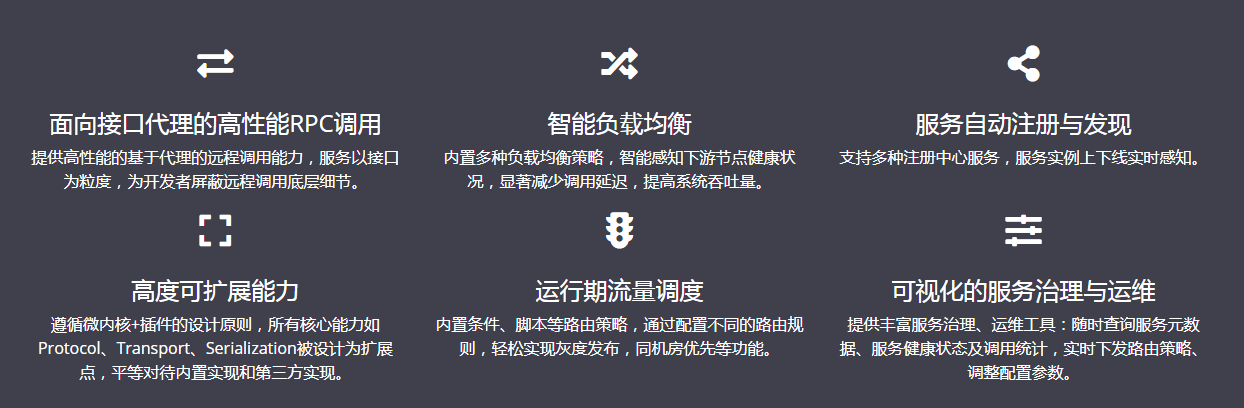 面向接口代理的高性能RPC调用
提供高性能的基于代理的远程调用能力，服务以接口
为粒度，为开发者屏蔽远程调用底层细节。
智能负载均衡
内置多种负载均衡策略，智能感知下游节点健康状
况，显著减少调用延迟，提高系统吞吐量。
服务自动注册与发现
支持多种注册中心服务，服务实例上下线实时感知。
高度可扩展能力
遵循微内核+插件的设计原则，所有核心能力如
Protocol、Transport、Serialization被设计为扩展
点，平等对待内置实现和第三方实现。
运行期流量调度
内置条件、脚本等路由策略，通过配置不同的路由规
则，轻松实现灰度发布，同机房优先等功能。
可视化的服务治理与运维
提供丰富服务治理、运维工具：随时查询服务元数
据、服务健康状态及调用统计，实时下发路由策略、
调整配置参数。